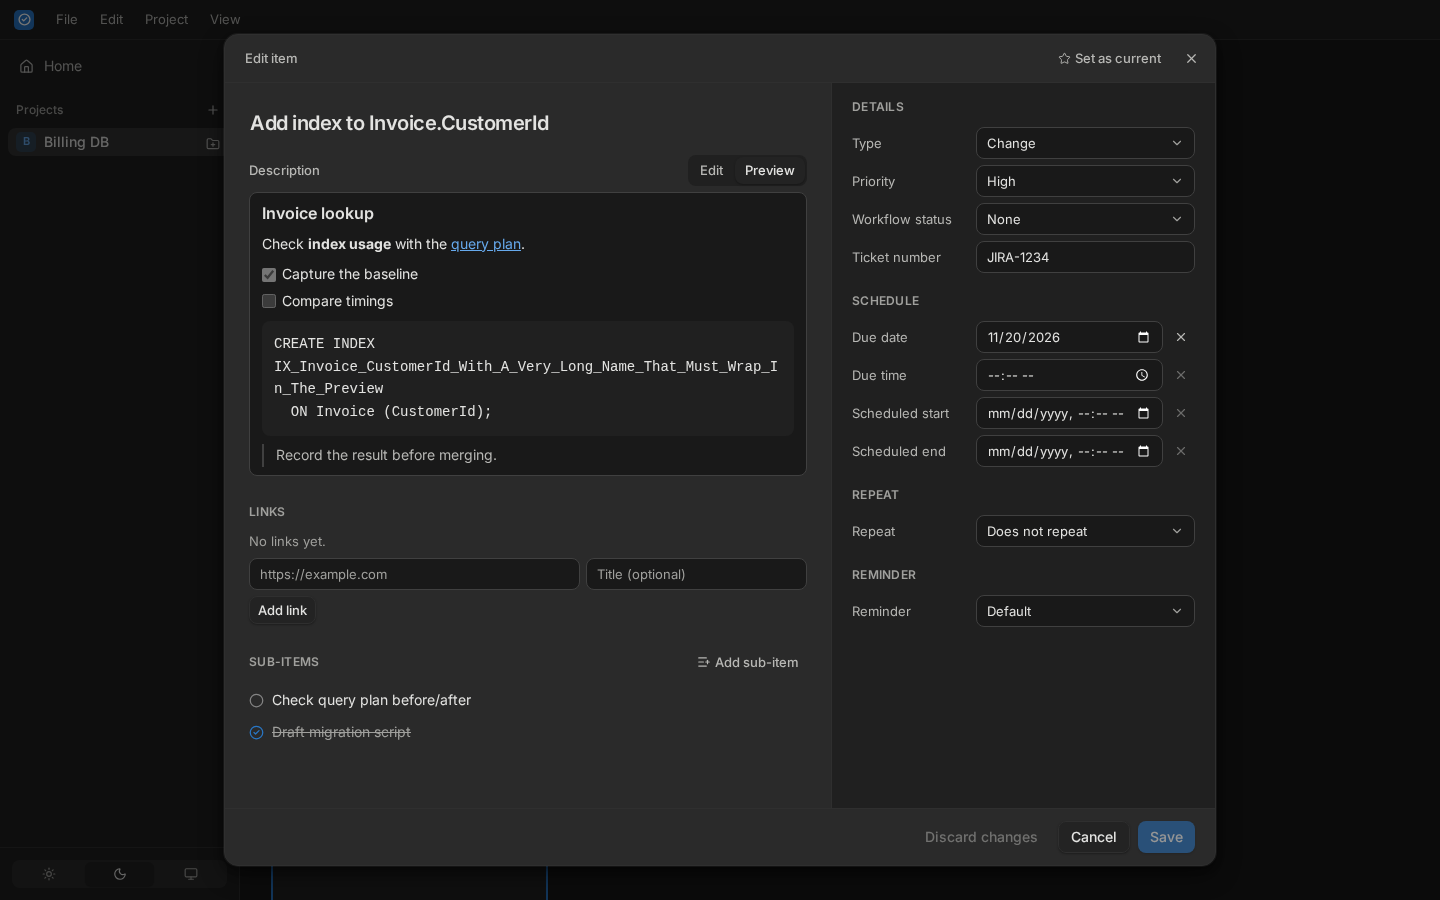 File Edit Project View
Home
Projects
B Billing DB
Edit item
Set as current
Add index to Invoice.CustomerId
Description
Edit Preview
Invoice lookup
Check index usage with the query plan.
Capture the baseline
Compare timings
CREATE INDEX
IX_Invoice_CustomerId_With_A_Very_Long_Name_That_Must_Wrap_I
n_The_Preview
ON Invoice (CustomerId);
Record the result before merging.
LINKS
No links yet.
https://example.com
Title (optional)
Add link
SUB-ITEMS
Add sub-item
Check query plan before/after
Draft migration script
DETAILS
Type Change
Priority High
Workflow status None
Ticket number JIRA-1234
SCHEDULE
Due date 11/20/2026
Due time --:-- --
Scheduled start mm/dd/yyyy, --:-- --
Scheduled end mm/dd/yyyy, --:-- --
REPEAT
Repeat Does not repeat
REMINDER
Reminder Default
Discard changes Cancel Save